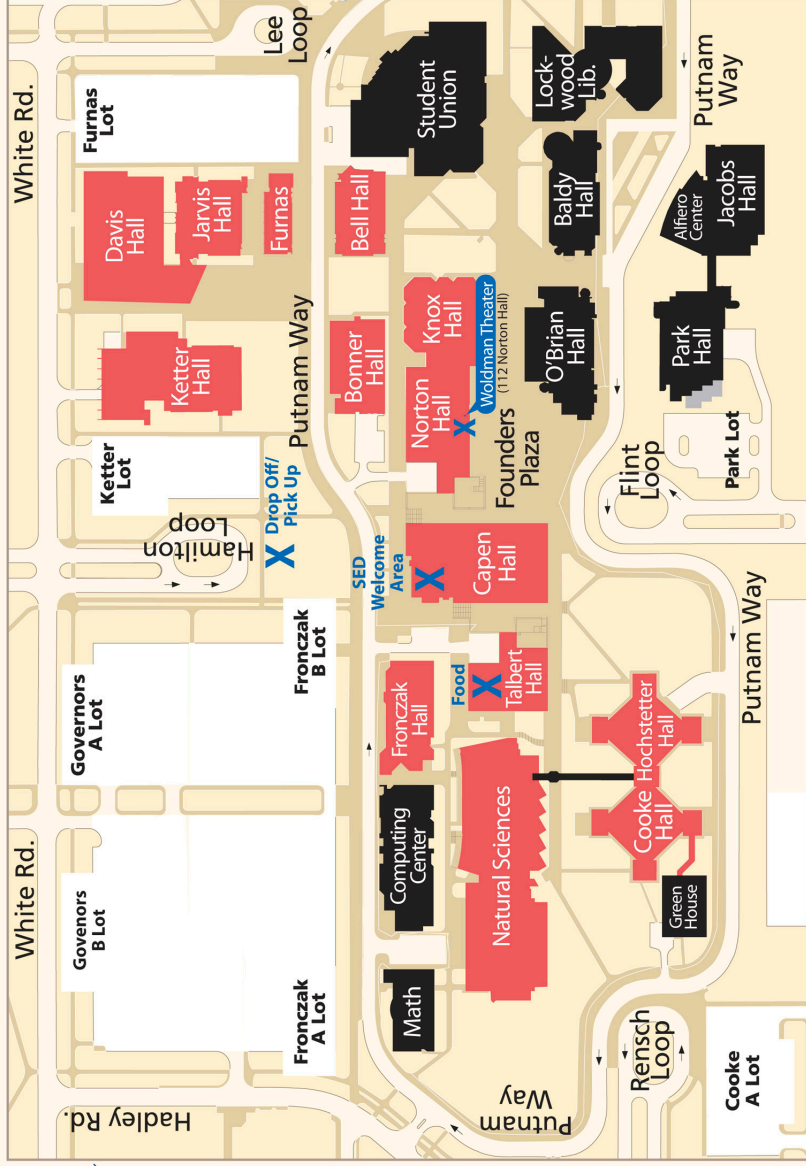 White Rd.
White Rd.
Govenors
B Lot
Governors
A Lot
Ketter
Lot
Furnas
Lot
Hadley Rd.
Hamilton
Loop
Ketter
Hall
Davis
Hall
Jarvis
Hall
Furnas
Lee
Loop
Fronczak
A Lot
Fronczak
B Lot
X
Drop Off/
Pick Up
Putnam Way
Math
Computing
Center
Fronczak
Hall
SED
Welcome
Area
X
Bonner
Hall
Bell Hall
Student
Union
Natural Sciences
Food
X
Talbert
Hall
Capen
Hall
Norton
Hall
X
Knox
Hall
Woldman Theater
(112 Norton Hall)
Founders
Plaza
Putnam
Way
O'Brian
Hall
Baldy
Hall
Lock-
wood
Lib.
Rensch
Loop
Green
House
Cooke
Hall
Hochstetter
Hall
Flint
Loop
Park
Hall
Alfiero
Center
Jacobs
Hall
Putnam
Way
Cooke
A Lot
Putnam Way
Park Lot